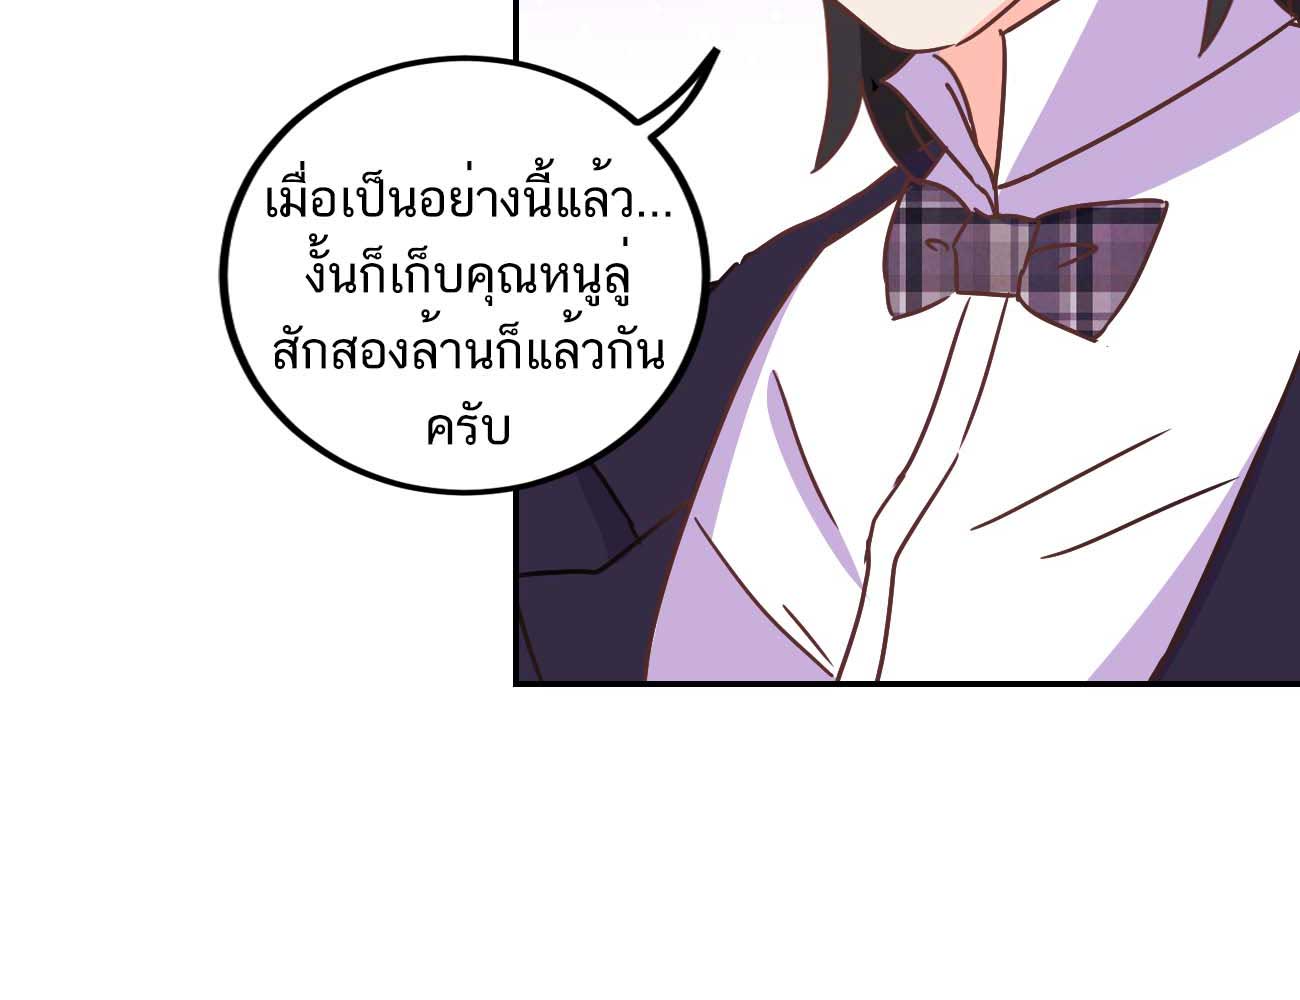 เมื่อเป็นอย่างนี้แล้ว...
งั้นก็เก็บคุณหนูลู่
สักสองล้านก็แล้วกัน
ครับ